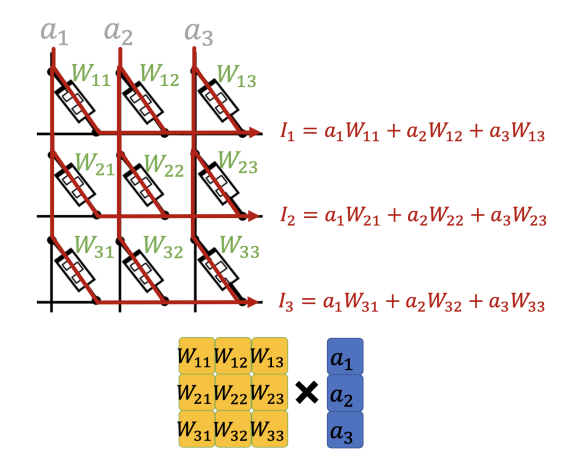 a₁ a₂ a₃
W₁₁ W₁₂ W₁₃
I₁ = a₁W₁₁ + a₂W₁₂ + a₃W₁₃
W₂₁ W₂₂ W₂₃
I₂ = a₁W₂₁ + a₂W₂₂ + a₃W₂₃
W₃₁ W₃₂ W₃₃
I₃ = a₁W₃₁ + a₂W₃₂ + a₃W₃₃
W₁₁ W₁₂ W₁₃ a₁
W₂₁ W₂₂ W₂₃ × a₂
W₃₁ W₃₂ W₃₃ a₃